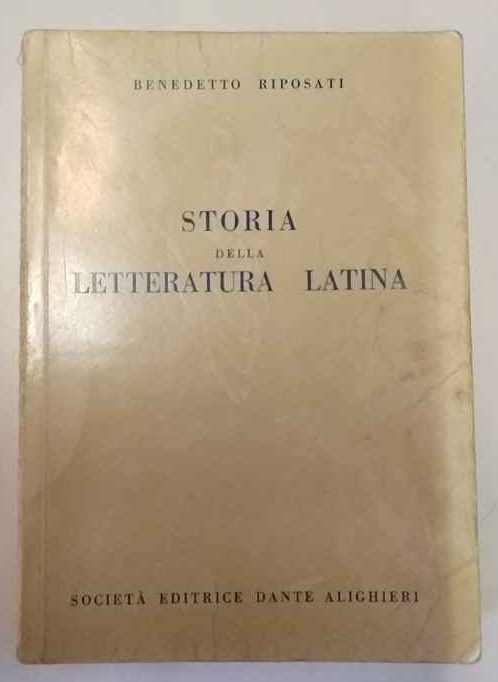 BENEDETTO RIPOSATI
STORIA
DELLA
LETTERATURA LATINA
SOCIETÀ EDITRICE DANTE ALIGHIERI